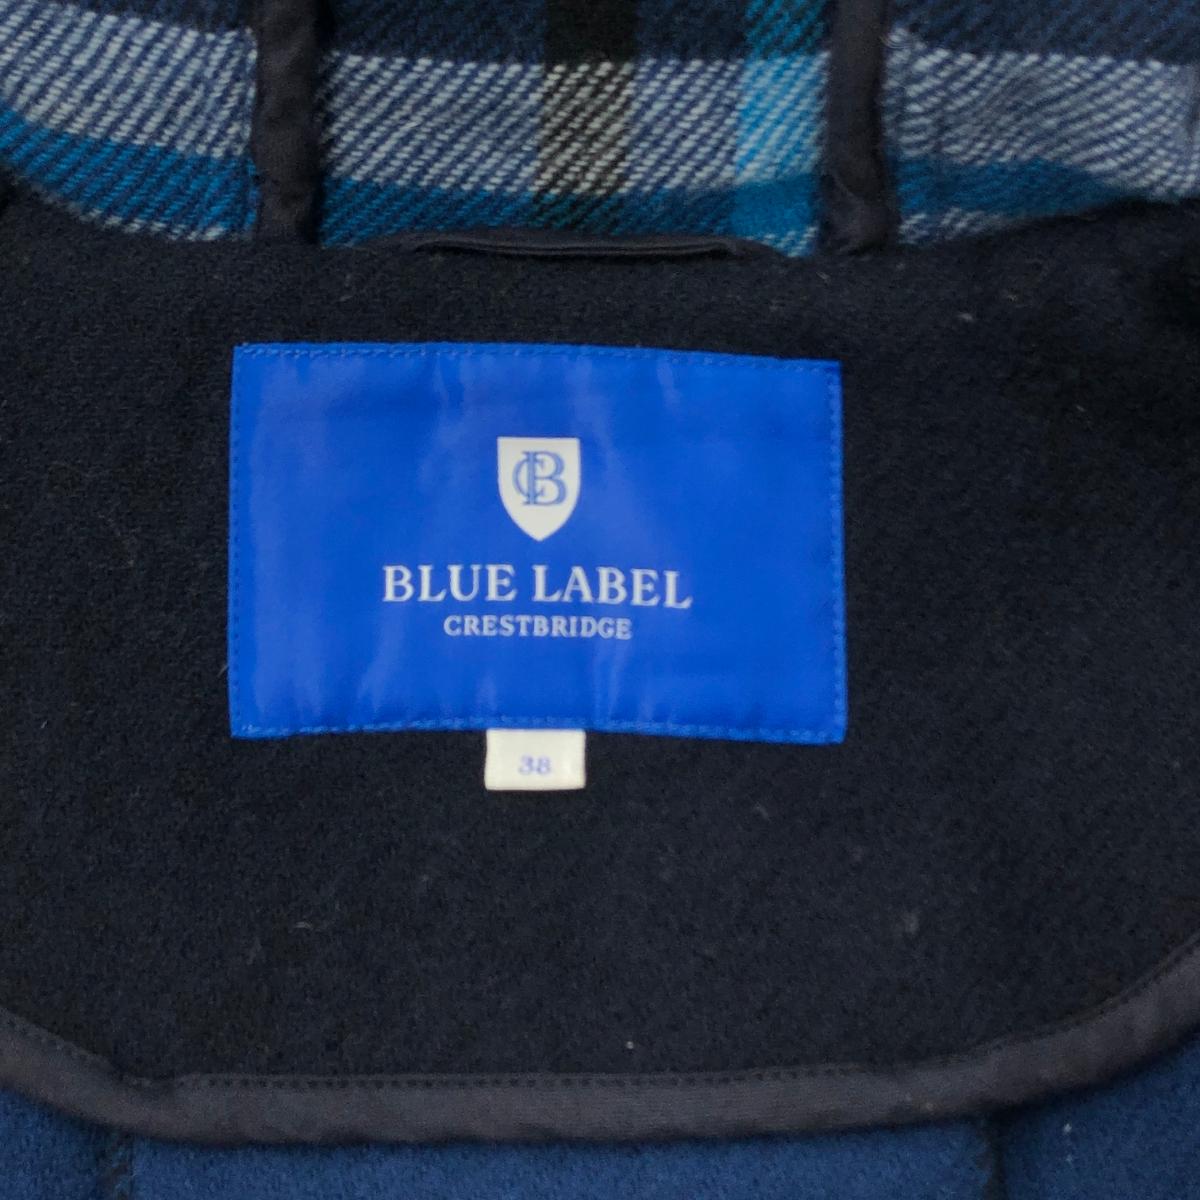 CB
BLUE LABEL
CRESTBRIDGE
38